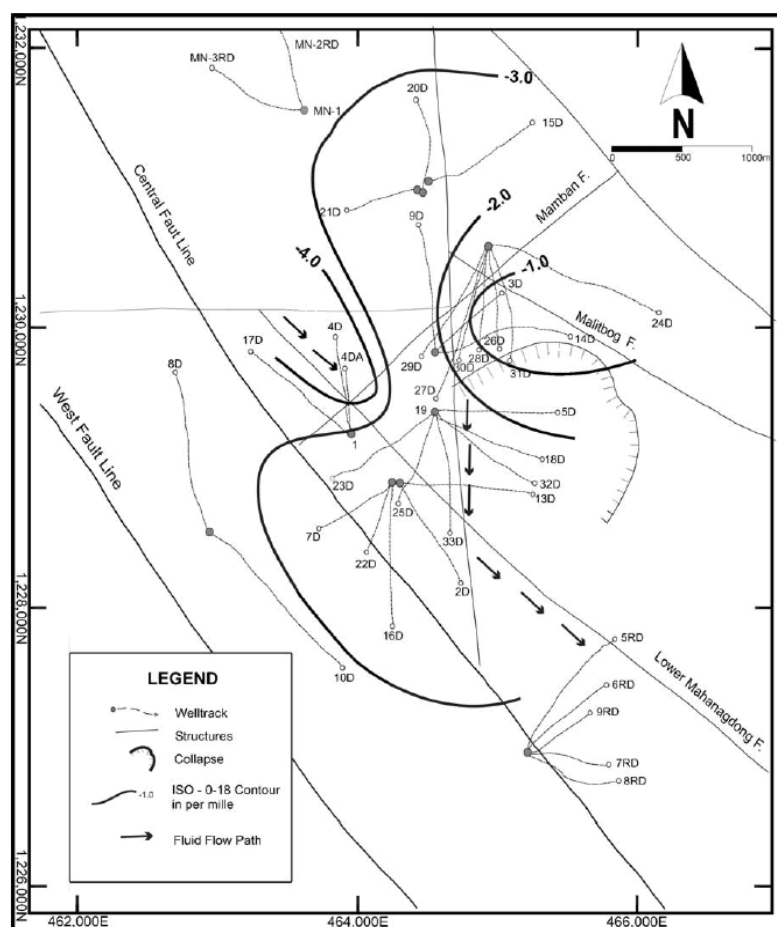 1,232,000N
MN-2RD
MN-3RD
MN-1
20D
-3.0
15D
N
0
500
1000m
Central Faut Line
21D
9D
-2.0
Mamban F.
-4.0
-1.0
3D
24D
Malitbog F.
1,230,000N
17D
4D
4DA
8D
29D
30D
28D
26D
31D
14D
27D
19
5D
West Fault Line
1
18D
23D
32D
13D
25D
7D
33D
22D
2D
1,228,000N
16D
5RD
10D
6RD
9RD
Lower Mahanagdong F.
7RD
8RD
LEGEND
Welltrack
Structures
Collapse
-1.0
ISO - 0-18 Contour
in per mille
Fluid Flow Path
1,226,000N
462.000E
464.000E
466.000E